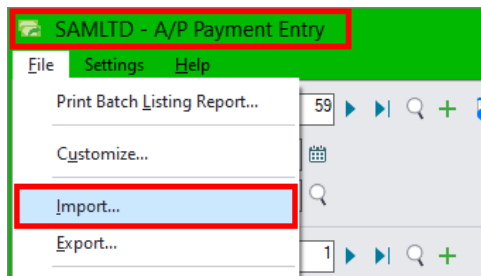 SAMLTD - A/P Payment Entry
File Settings Help
Print Batch Listing Report...
59
Customize...
Import...
Export...
1